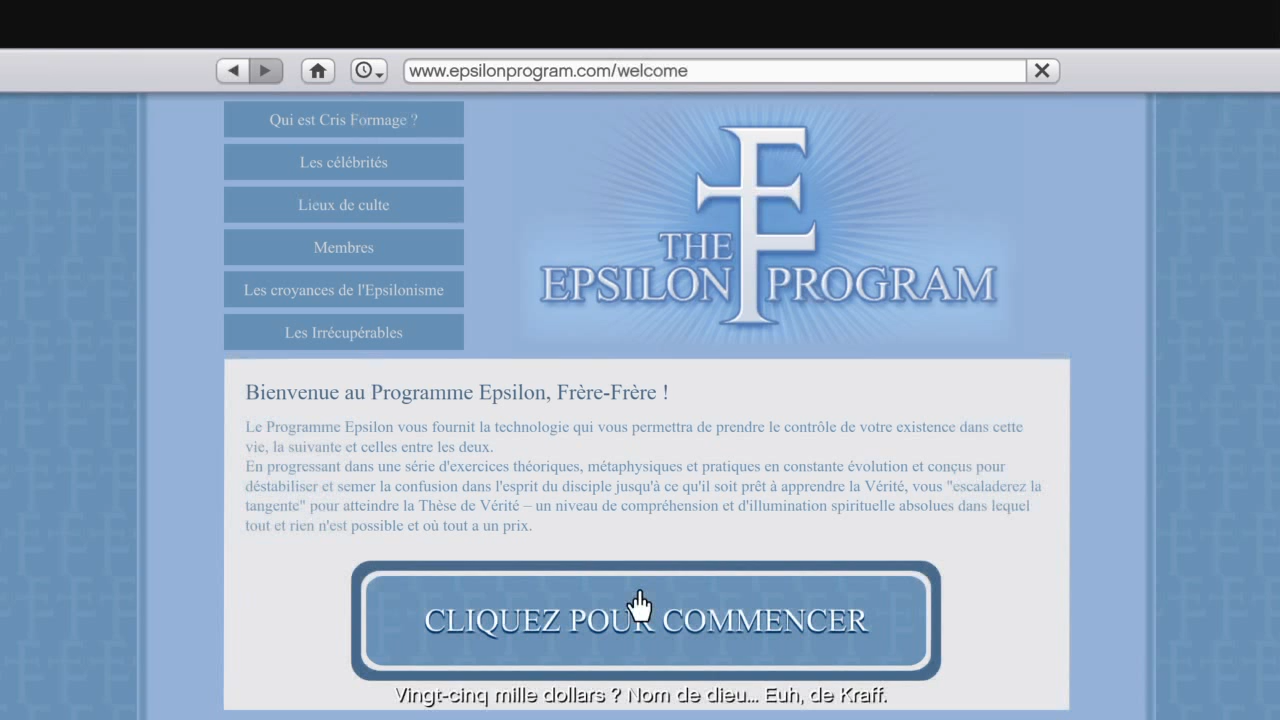 www.epsilonprogram.com/welcome
Qui est Cris Formage ?
Les célébrités
Lieux de culte
Membres
Les croyances de l'Epsilonisme
Les Irrécupérables
THE
EPSILON PROGRAM
Bienvenue au Programme Epsilon, Frère-Frère !
Le Programme Epsilon vous fournit la technologie qui vous permettra de prendre le contrôle de votre existence dans cette
vie, la suivante et celles entre les deux.
En progressant dans une série d'exercices théoriques, métaphysiques et pratiques en constante évolution et conçus pour
déstabiliser et semer la confusion dans l'esprit du disciple jusqu'à ce qu'il soit prêt à apprendre la Vérité, vous "escaladerez la
tangente" pour atteindre la Thèse de Vérité – un niveau de compréhension et d'illumination spirituelle absolues dans lequel
tout et rien n'est possible et où tout a un prix.
CLIQUEZ POUR COMMENCER
Vingt-cinq mille dollars ? Nom de dieu... Euh, de Kraff.